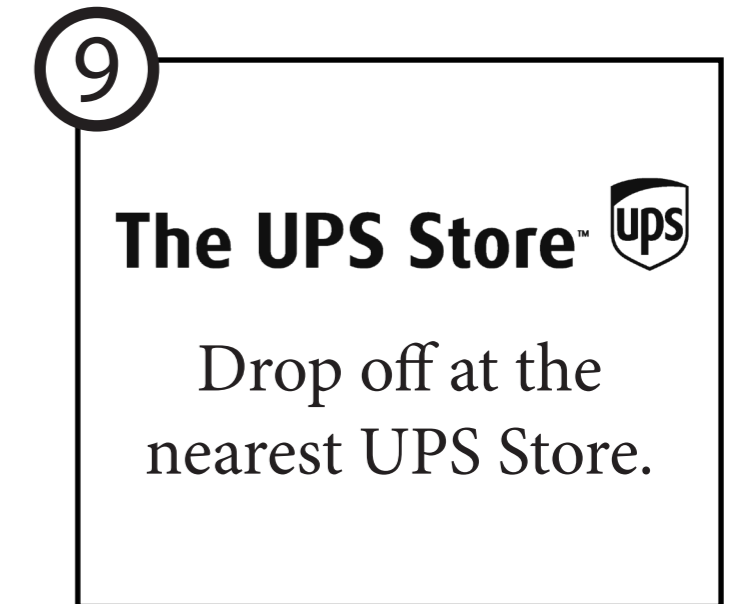 9
The UPS Store™ ups
Drop off at the
nearest UPS Store.